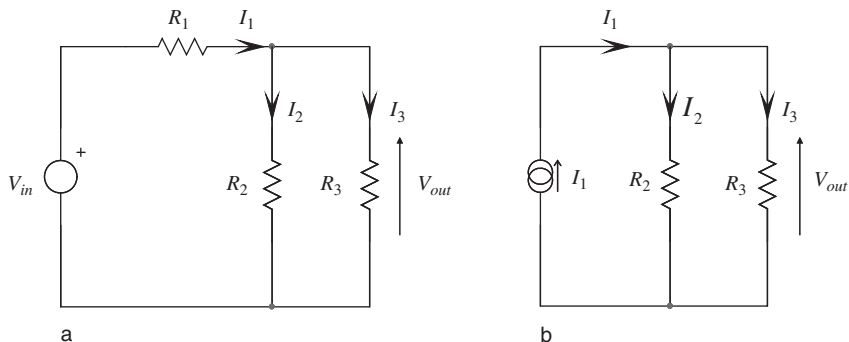 R1 I1
I2 I3
+
Vin R2 R3 Vout
a
I1
I2 I3
I1 R2 R3 Vout
b